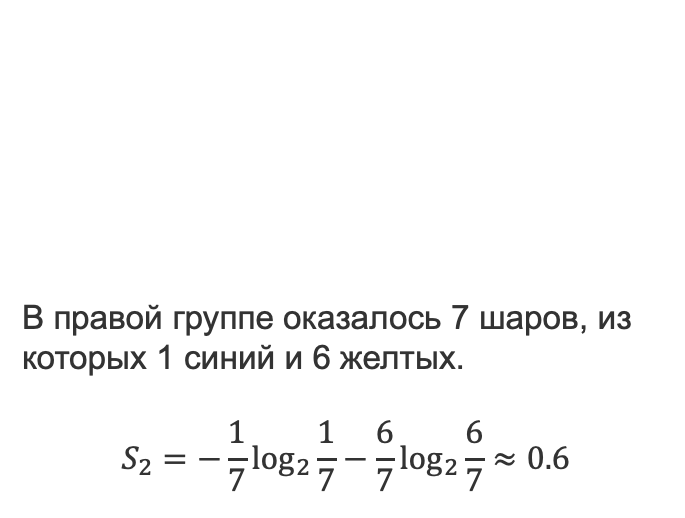 В правой группе оказалось 7 шаров, из
которых 1 синий и 6 желтых.
S₂ = −1/7 log₂ 1/7 − 6/7 log₂ 6/7 ≈ 0.6